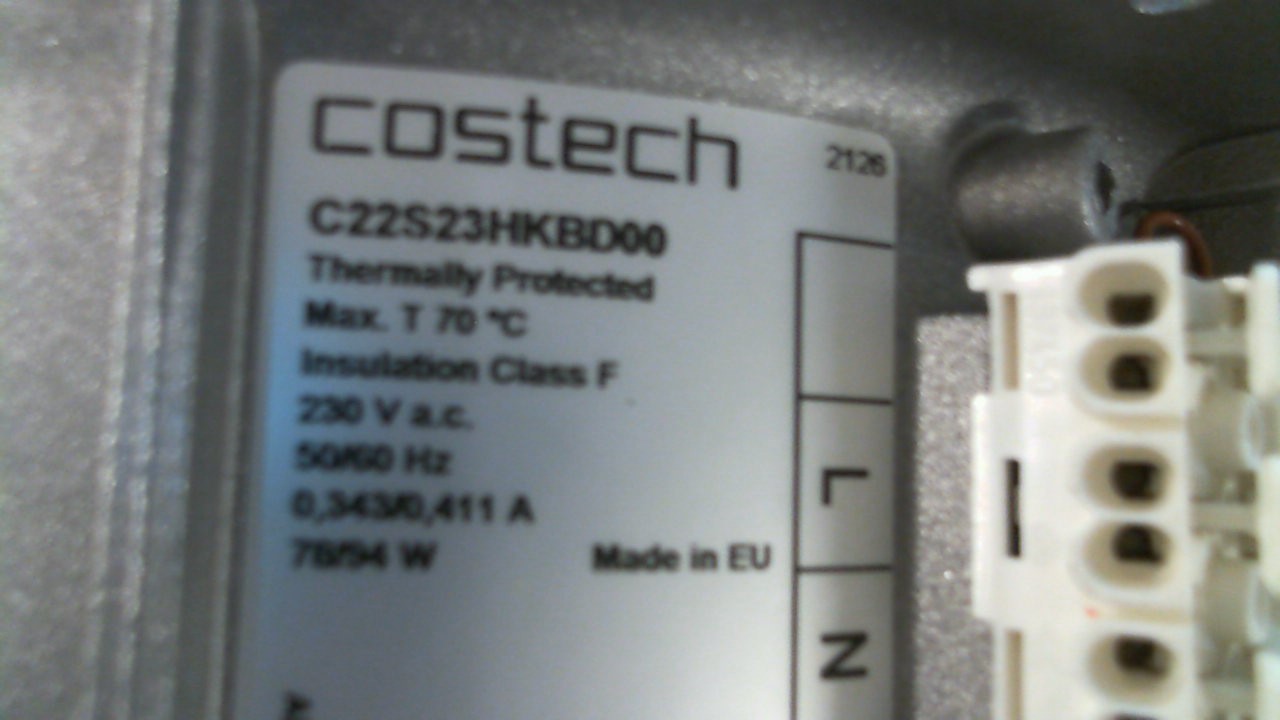 costech
2126
C22S23HKBD00
Thermally Protected
Max. T 70 °C
Insulation Class F
230 V a.c.
50/60 Hz
0,343/0,411 A
78/94 W
Made in EU
L
N